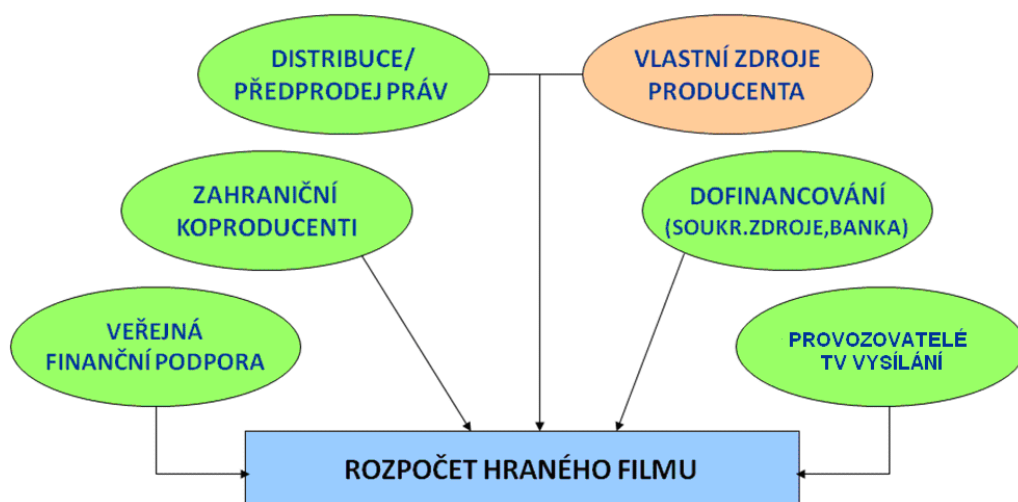 DISTRIBUCE/
PŘEDPRODEJ PRÁV
VLASTNÍ ZDROJE
PRODUCENTA
ZAHRANIČNÍ
KOPRODUCENTI
DOFINANCOVÁNÍ
(SOUKR.ZDROJE,BANKA)
VEŘEJNÁ
FINANČNÍ PODPORA
PROVOZOVATELÉ
TV VYSÍLÁNÍ
ROZPOČET HRANÉHO FILMU